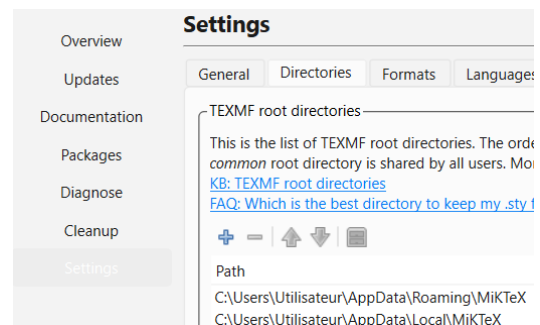 Settings
Overview
Updates
Documentation
Packages
Diagnose
Cleanup
Settings
General Directories Formats Languages
TEXMF root directories
This is the list of TEXMF root directories. The orde
common root directory is shared by all users. Mor
KB: TEXMF root directories
FAQ: Which is the best directory to keep my .sty f
Path
C:\Users\Utilisateur\AppData\Roaming\MiKTeX
C:\Users\Utilisateur\AppData\Local\MiKTeX